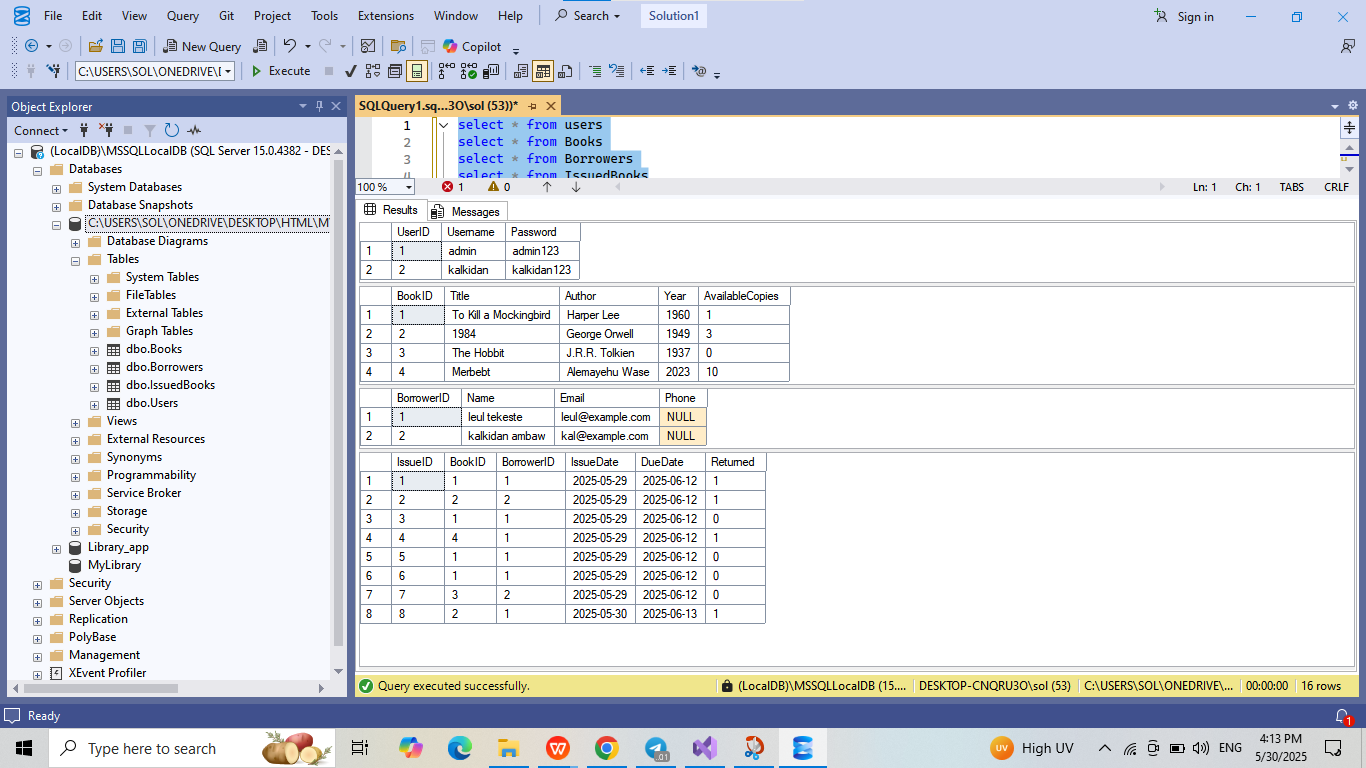 File Edit View Query Git Project Tools Extensions Window Help Search Solution1 Sign in
New Query Copilot
C:\USERS\SOL\ONEDRIVE\D Execute
Object Explorer
Connect
(LocalDB)\MSSQLLocalDB (SQL Server 15.0.4382 - DES
Databases
System Databases
Database Snapshots
C:\USERS\SOL\ONEDRIVE\DESKTOP\HTML\M
Database Diagrams
Tables
System Tables
FileTables
External Tables
Graph Tables
dbo.Books
dbo.Borrowers
dbo.IssuedBooks
dbo.Users
Views
External Resources
Synonyms
Programmability
Service Broker
Storage
Security
Library_app
MyLibrary
Security
Server Objects
Replication
PolyBase
Management
XEvent Profiler
SQLQuery1.sq...3O\sol (53))*
1 select * from users
2 select * from Books
3 select * from Borrowers
4 select * from IssuedBooks
100 % 1 0 Ln: 1 Ch: 1 TABS CRLF
Results Messages
UserID Username Password
1 1 admin admin123
2 2 kalkidan kalkidan123
BookID Title Author Year AvailableCopies
1 1 To Kill a Mockingbird Harper Lee 1960 1
2 2 1984 George Orwell 1949 3
3 3 The Hobbit J.R.R. Tolkien 1937 0
4 4 Merbebt Alemayehu Wase 2023 10
BorrowerID Name Email Phone
1 1 leul tekeste leul@example.com NULL
2 2 kalkidan ambaw kal@example.com NULL
IssueID BookID BorrowerID IssueDate DueDate Returned
1 1 1 1 2025-05-29 2025-06-12 1
2 2 2 2 2025-05-29 2025-06-12 1
3 3 1 1 2025-05-29 2025-06-12 0
4 4 4 1 2025-05-29 2025-06-12 1
5 5 1 1 2025-05-29 2025-06-12 0
6 6 1 1 2025-05-29 2025-06-12 0
7 7 3 2 2025-05-29 2025-06-12 0
8 8 2 1 2025-05-30 2025-06-13 1
Query executed successfully. (LocalDB)\MSSQLLocalDB (15.... DESKTOP-CNQRU3O\sol (53) C:\USERS\SOL\ONEDRIVE\... 00:00:00 16 rows
Ready 1
Type here to search .01 UV High UV ENG 4:13 PM
5/30/2025